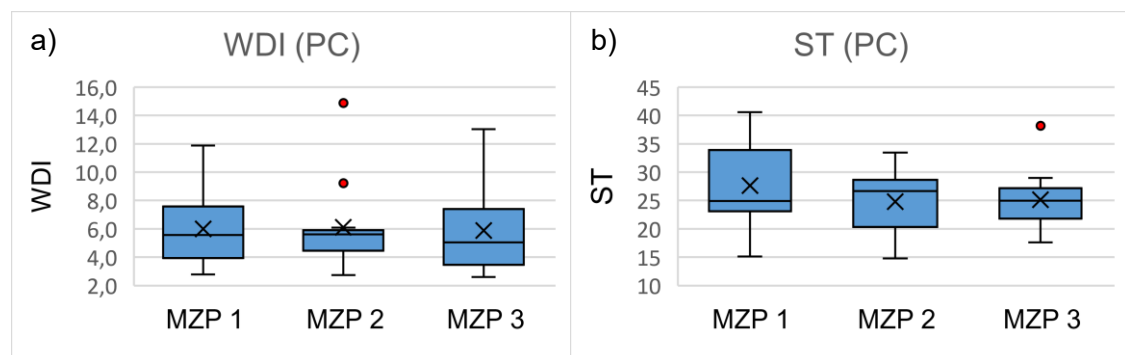 a)
WDI (PC)
16,0
14,0
12,0
10,0
8,0
6,0
4,0
2,0
WDI
MZP 1 MZP 2 MZP 3
b)
ST (PC)
45
40
35
30
25
20
15
10
ST
MZP 1 MZP 2 MZP 3